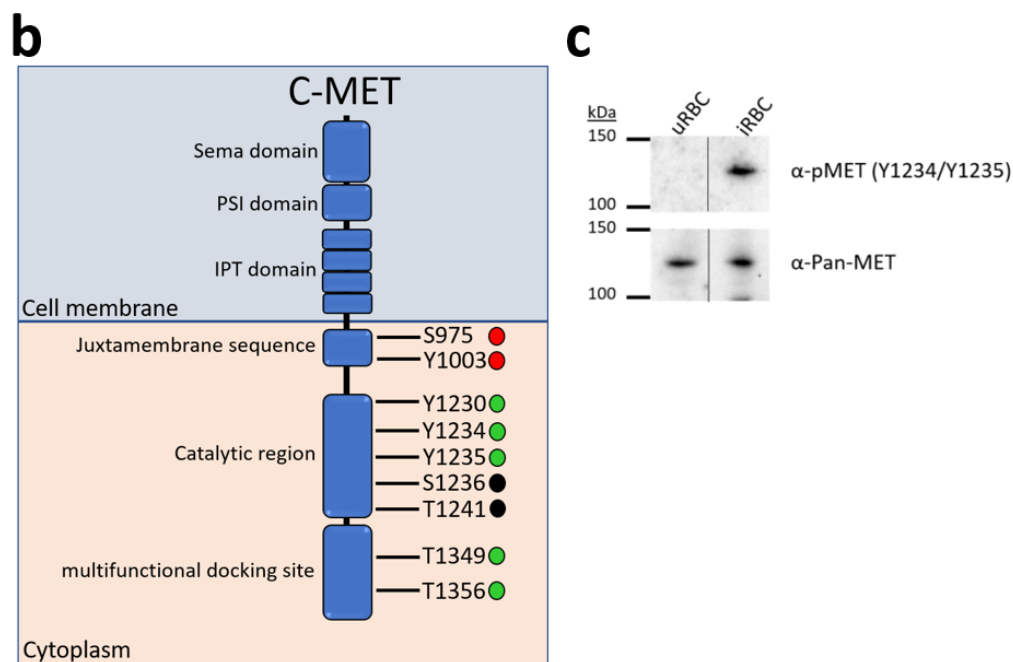 b
C-MET
Sema domain
PSI domain
IPT domain
Cell membrane
Juxtamembrane sequence
S975
Y1003
Catalytic region
Y1230
Y1234
Y1235
S1236
T1241
multifunctional docking site
T1349
T1356
Cytoplasm
c
kDa
uRBC
iRBC
150
α-pMET (Y1234/Y1235)
100
150
α-Pan-MET
100